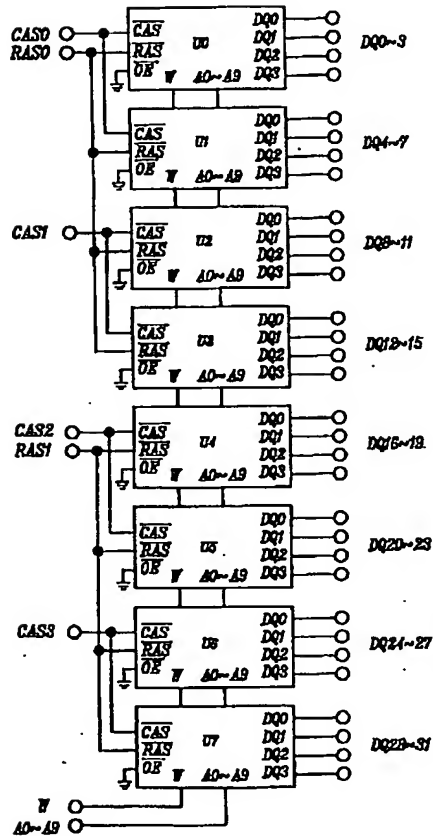 CAS0
RAS0
CAS
RAS
OE
U0
W A0~A9
DQ0
DQ1
DQ2
DQ3
DQ0~3
CAS
RAS
OE
U1
W A0~A9
DQ0
DQ1
DQ2
DQ3
DQ4~7
CAS1
CAS
RAS
OE
U2
W A0~A9
DQ0
DQ1
DQ2
DQ3
DQ8~11
CAS
RAS
OE
U3
W A0~A9
DQ0
DQ1
DQ2
DQ3
DQ12~15
CAS2
RAS1
CAS
RAS
OE
U4
W A0~A9
DQ0
DQ1
DQ2
DQ3
DQ16~19
CAS
RAS
OE
U5
W A0~A9
DQ0
DQ1
DQ2
DQ3
DQ20~23
CAS3
CAS
RAS
OE
U6
W A0~A9
DQ0
DQ1
DQ2
DQ3
DQ24~27
CAS
RAS
OE
U7
W A0~A9
DQ0
DQ1
DQ2
DQ3
DQ28~31
W
A0~A9